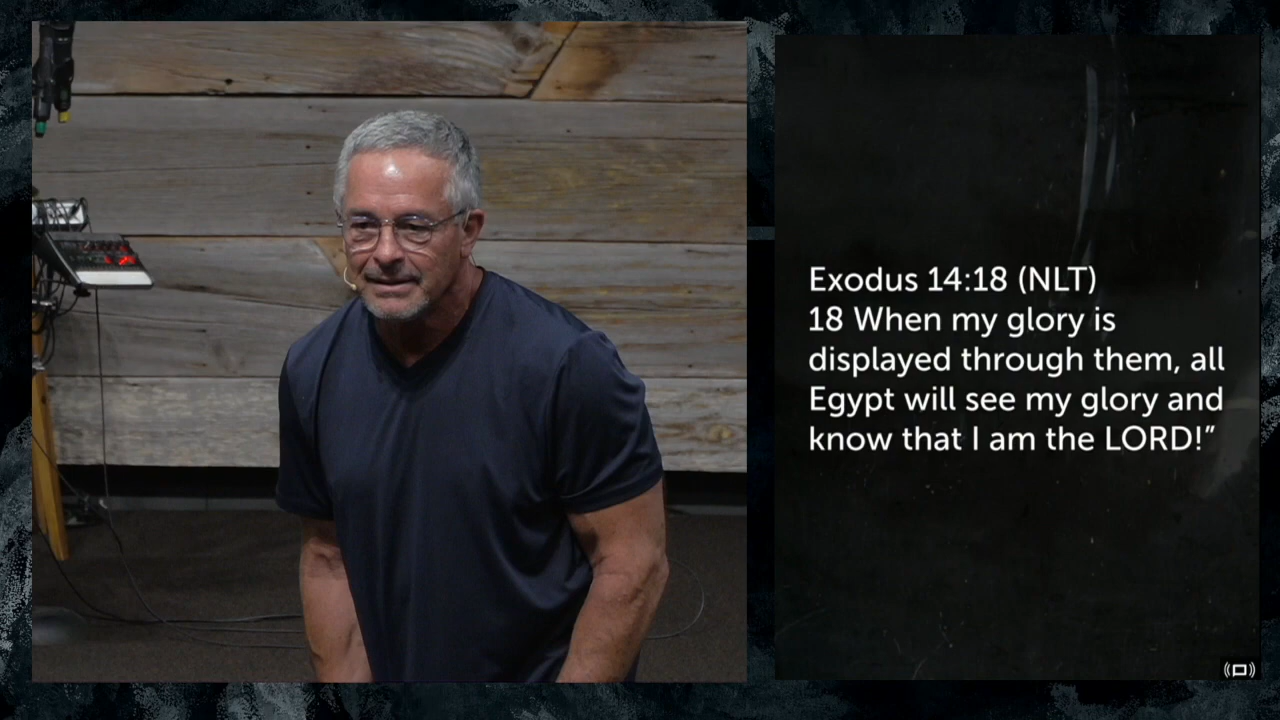 Exodus 14:18 (NLT)
18 When my glory is
displayed through them, all
Egypt will see my glory and
know that I am the LORD!”